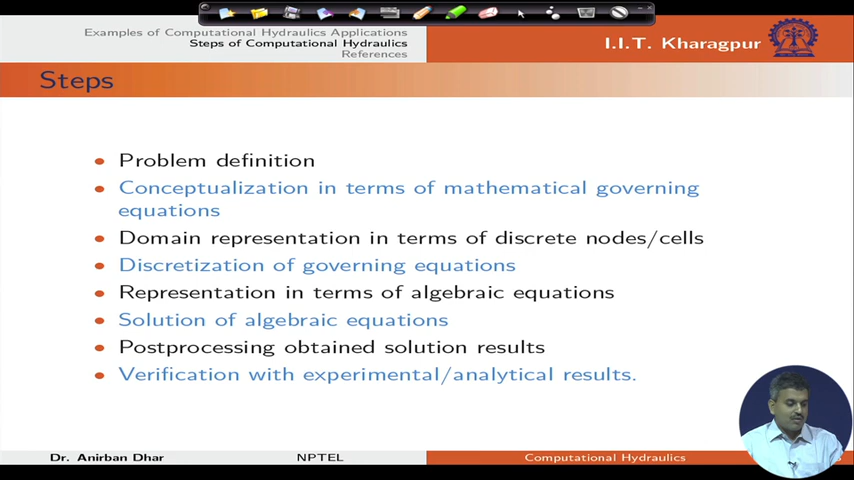 Examples of Computational Hydraulics Applications
Steps of Computational Hydraulics
References
I.I.T. Kharagpur
Steps
Problem definition
Conceptualization in terms of mathematical governing
equations
Domain representation in terms of discrete nodes/cells
Discretization of governing equations
Representation in terms of algebraic equations
Solution of algebraic equations
Postprocessing obtained solution results
Verification with experimental/analytical results.
Dr. Anirban Dhar
NPTEL
Computational Hydraulics